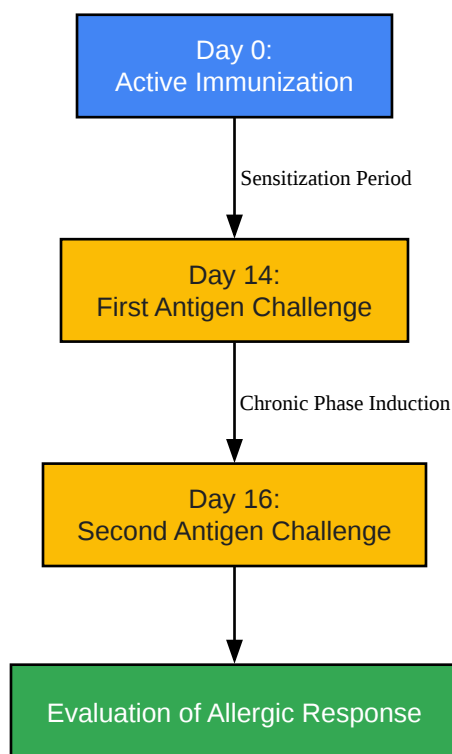 Day 0:
Active Immunization
Sensitization Period
Day 14:
First Antigen Challenge
Chronic Phase Induction
Day 16:
Second Antigen Challenge
Evaluation of Allergic Response